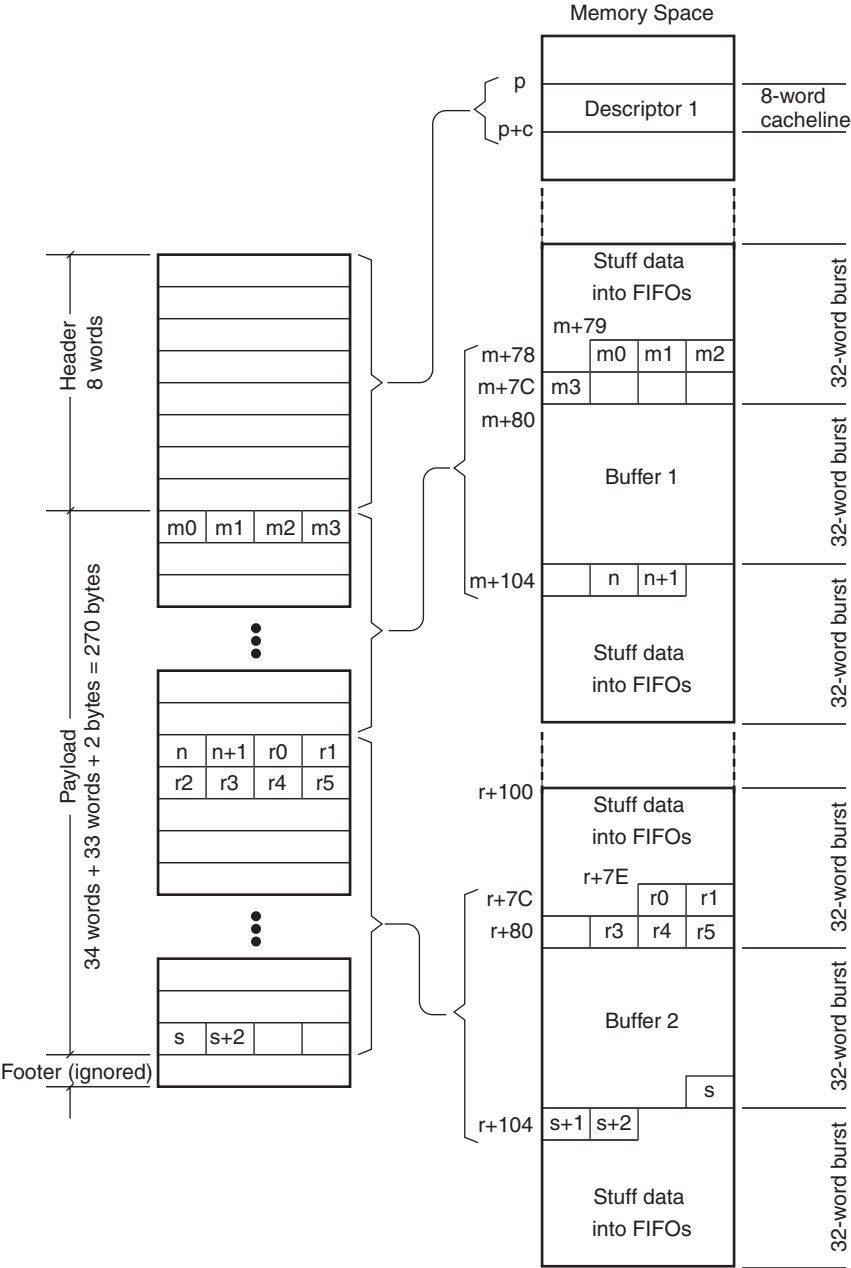 Memory Space
p
Descriptor 1
p+c
8-word
cacheline
Header
8 words
m0 m1 m2 m3
Payload
34 words + 33 words + 2 bytes = 270 bytes
n n+1 r0 r1
r2 r3 r4 r5
s s+2
Footer (ignored)
Stuff data
into FIFOs
m+79
m+78 m0 m1 m2
m+7C m3
m+80
Buffer 1
m+104 n n+1
Stuff data
into FIFOs
32-word burst
32-word burst
32-word burst
r+100
Stuff data
into FIFOs
r+7E
r+7C r0 r1
r+80 r3 r4 r5
Buffer 2
s
r+104 s+1 s+2
Stuff data
into FIFOs
32-word burst
32-word burst
32-word burst